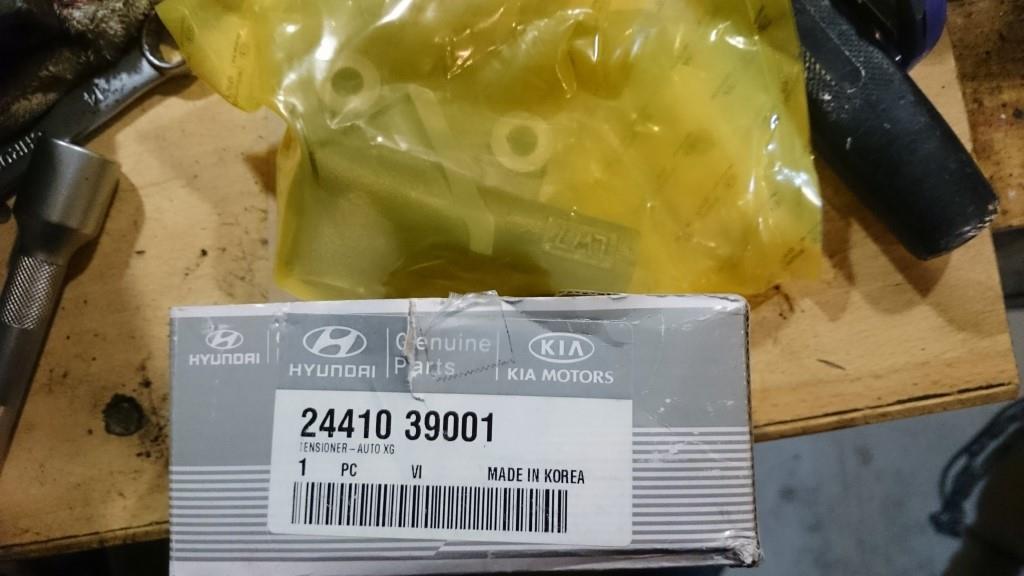 HYUNDAI
HYUNDAI
Genuine
Parts
KIA
KIA MOTORS
24410 39001
TENSIONER - AUTO XG
1 PC VI MADE IN KOREA